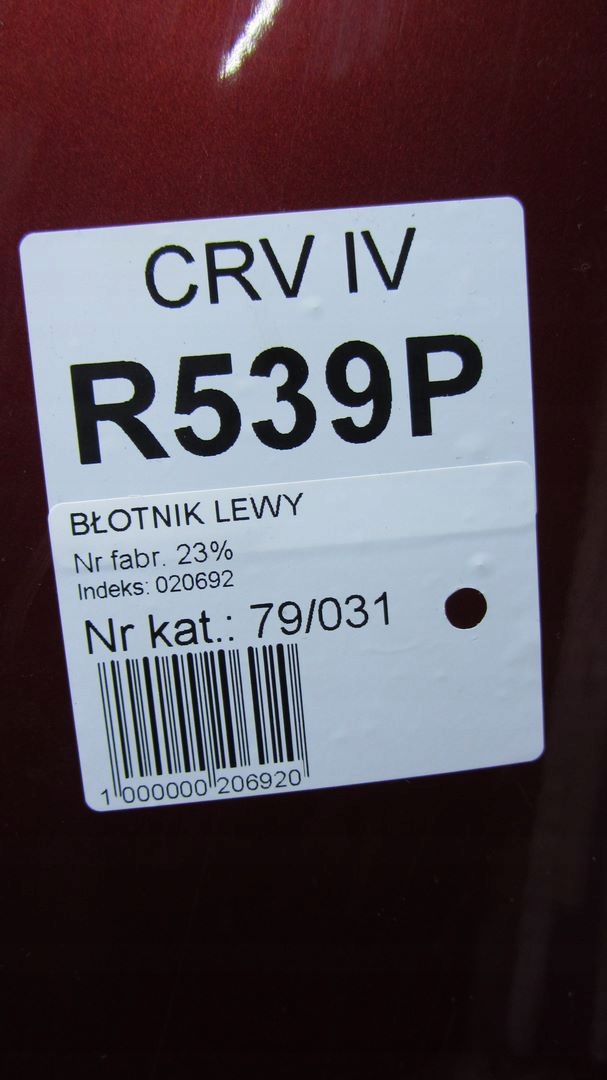 CRV IV
R539P
BŁOTNIK LEWY
Nr fabr. 23%
Indeks: 020692
Nr kat.: 79/031
1 000000 206920